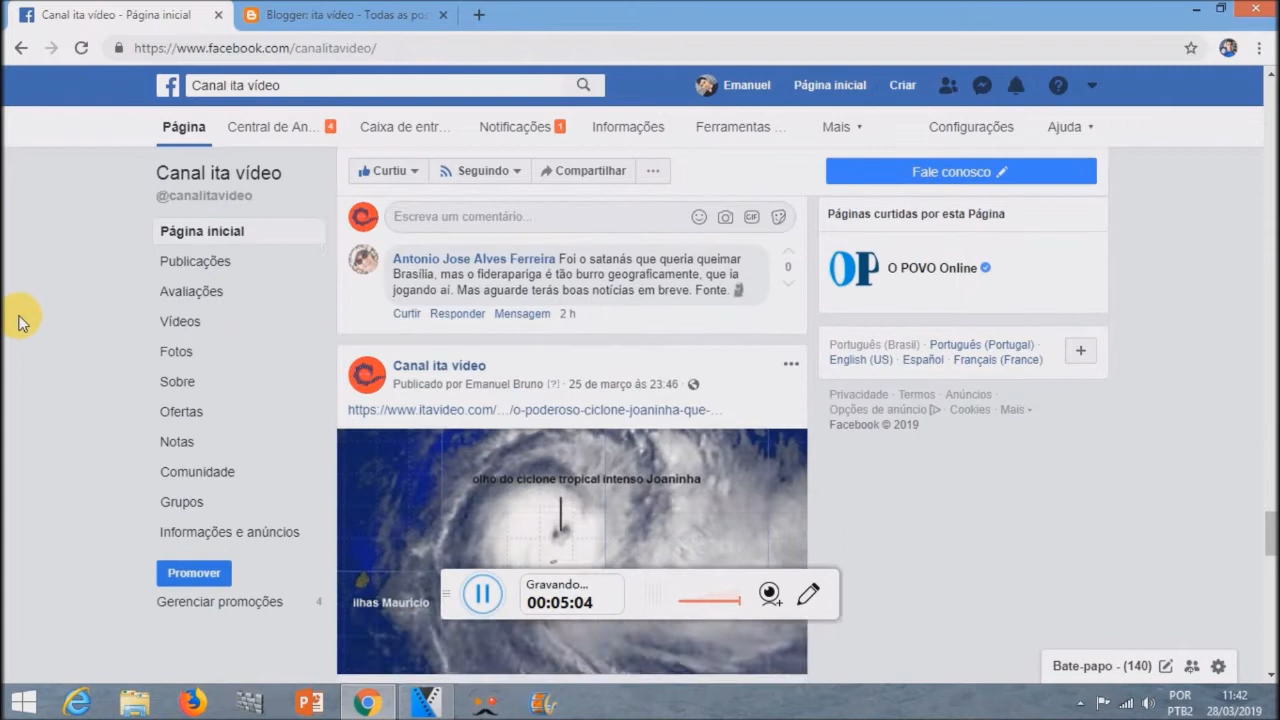 Canal ita vídeo - Página inicial
Blogger: ita vídeo - Todas as pos
https://www.facebook.com/canalitavideo/
Canal ita vídeo
Emanuel
Página inicial
Criar
Página
Central de An...
4
Caixa de entr...
Notificações
1
Informações
Ferramentas ...
Mais
Configurações
Ajuda
Canal ita vídeo
@canalitavideo
Página inicial
Publicações
Avaliações
Vídeos
Fotos
Sobre
Ofertas
Notas
Comunidade
Grupos
Informações e anúncios
Promover
Gerenciar promoções
4
Curtiu
Seguindo
Compartilhar
Escreva um comentário...
GIF
Antonio Jose Alves Ferreira Foi o satanás que queria queimar
Brasília, mas o fiderapariga é tão burro geograficamente, que ia
jogando aí. Mas aguarde terás boas notícias em breve. Fonte.
0
Curtir Responder Mensagem 2 h
Canal ita vídeo
Publicado por Emanuel Bruno [?] · 25 de março às 23:46 ·
https://www.itavideo.com/.../o-poderoso-ciclone-joaninha-que-...
olho do ciclone tropical intenso Joaninha
ilhas Mauricio
Gravando...
00:05:04
Fale conosco
Páginas curtidas por esta Página
OP
O POVO Online
Português (Brasil) · Português (Portugal) ·
English (US) · Español · Français (France)
Privacidade · Termos · Anúncios ·
Opções de anúncio · Cookies · Mais
Facebook © 2019
Bate-papo - (140)
POR
PTB2
11:42
28/03/2019